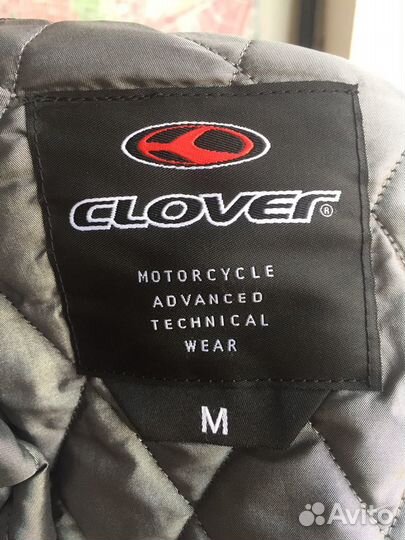 CLOVER®
MOTORCYCLE
ADVANCED
TECHNICAL
WEAR
M
Avito